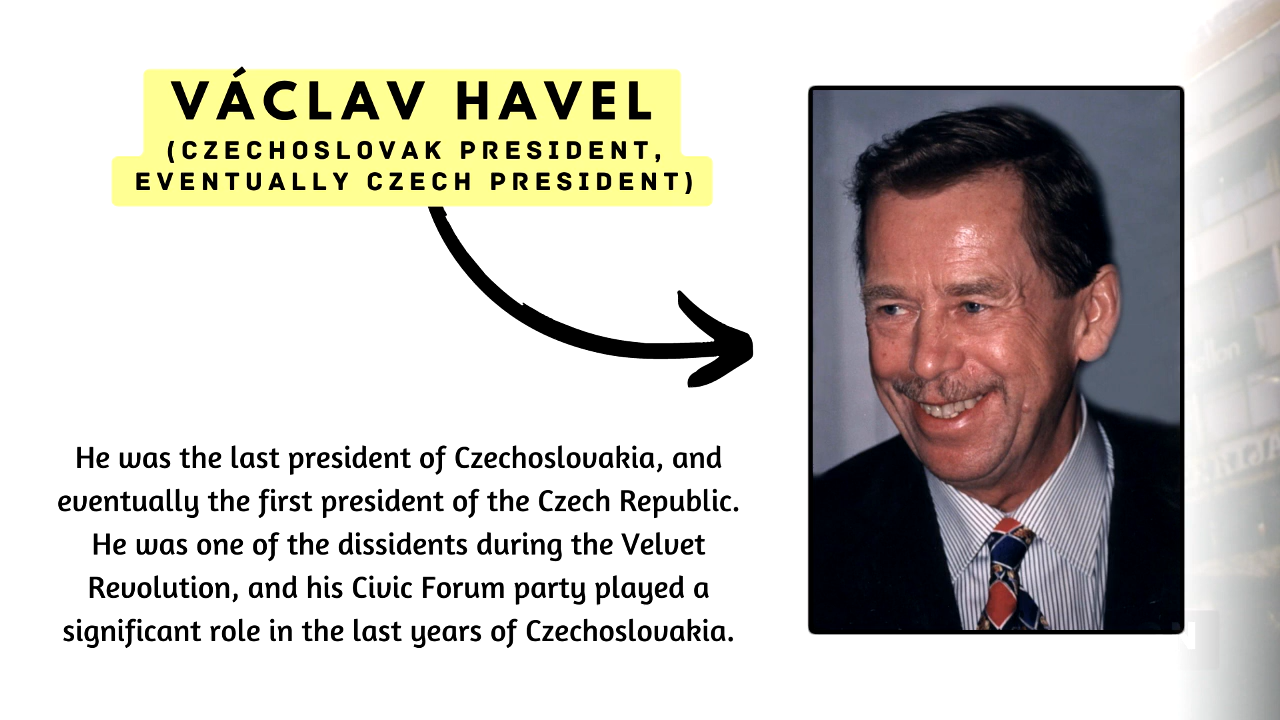 VÁCLAV HAVEL
(CZECHOSLOVAK PRESIDENT,
EVENTUALLY CZECH PRESIDENT)
He was the last president of Czechoslovakia, and
eventually the first president of the Czech Republic.
He was one of the dissidents during the Velvet
Revolution, and his Civic Forum party played a
significant role in the last years of Czechoslovakia.